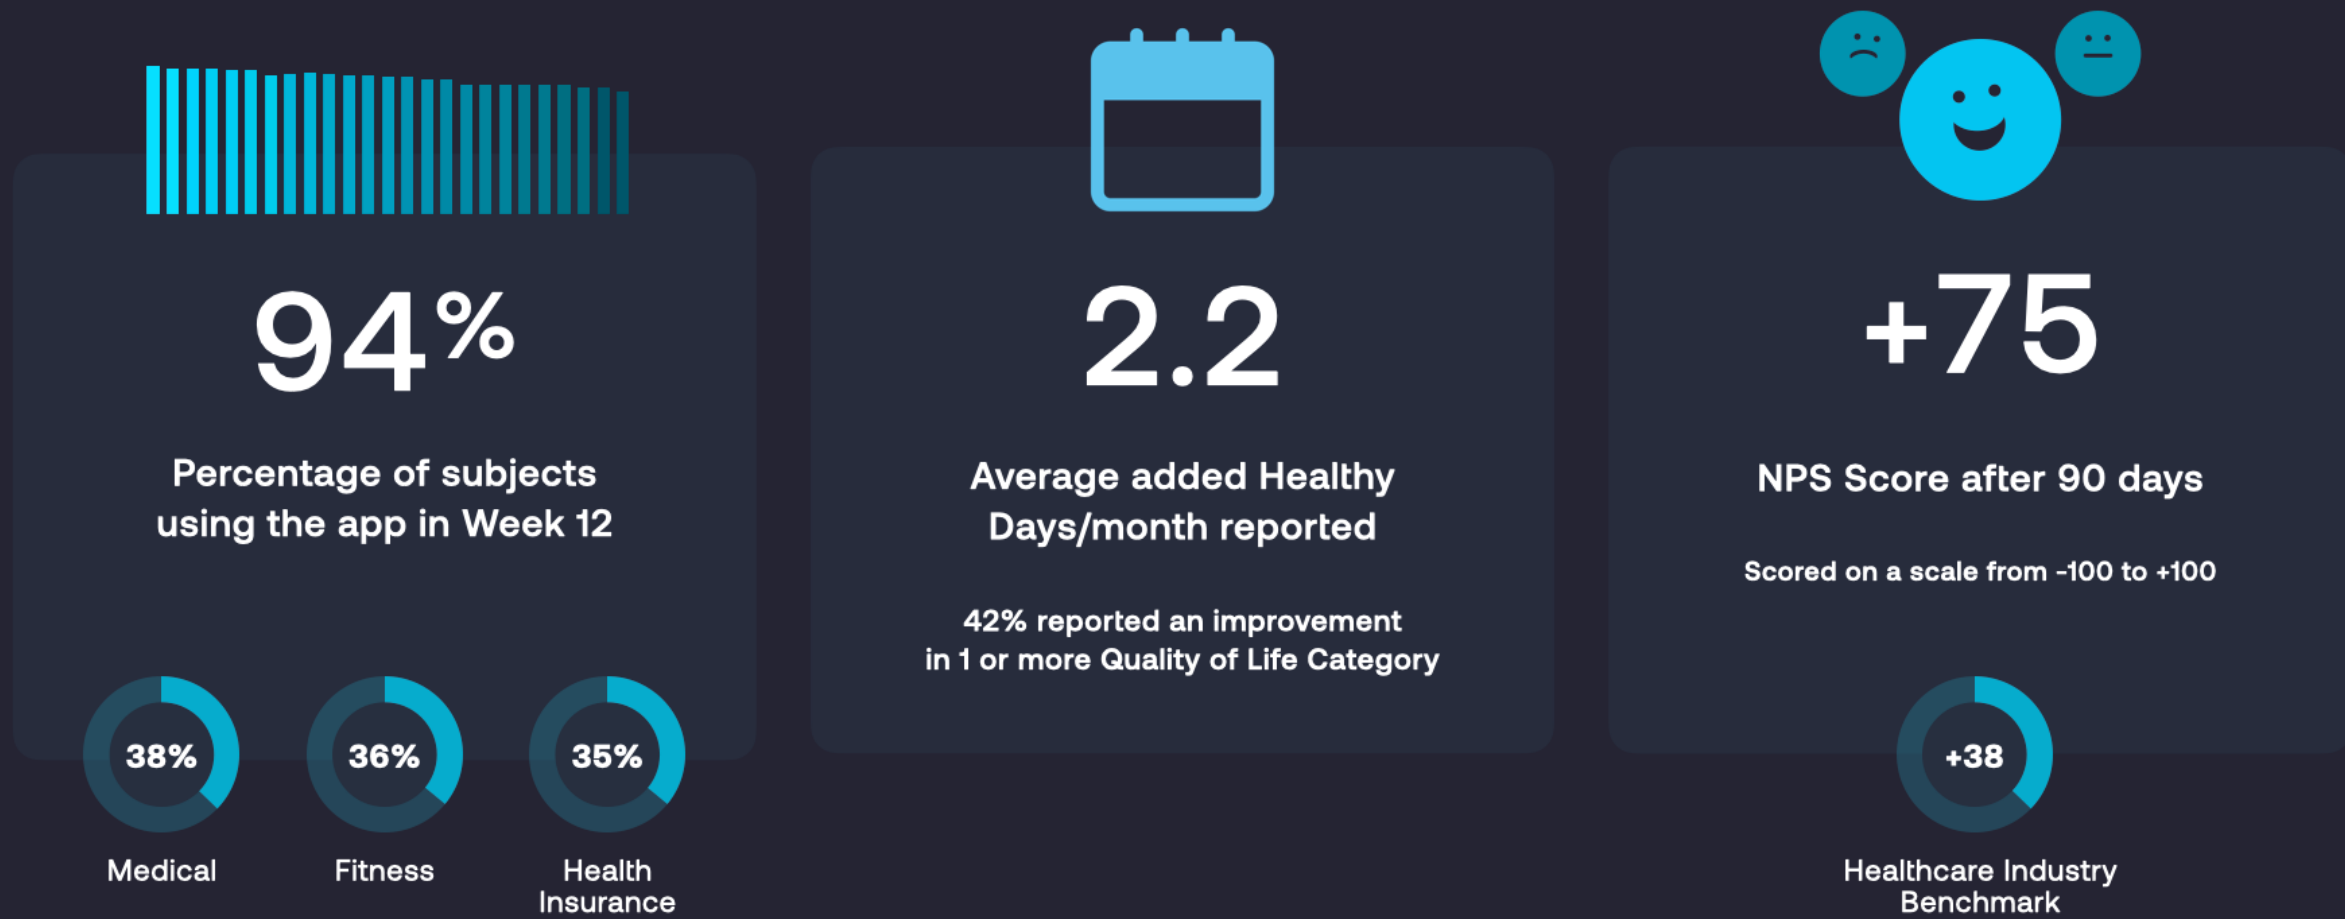 94%
Percentage of subjects
using the app in Week 12
38%
Medical
36%
Fitness
35%
Health
Insurance
2.2
Average added Healthy
Days/month reported
42% reported an improvement
in 1 or more Quality of Life Category
+75
NPS Score after 90 days
Scored on a scale from -100 to +100
+38
Healthcare Industry
Benchmark